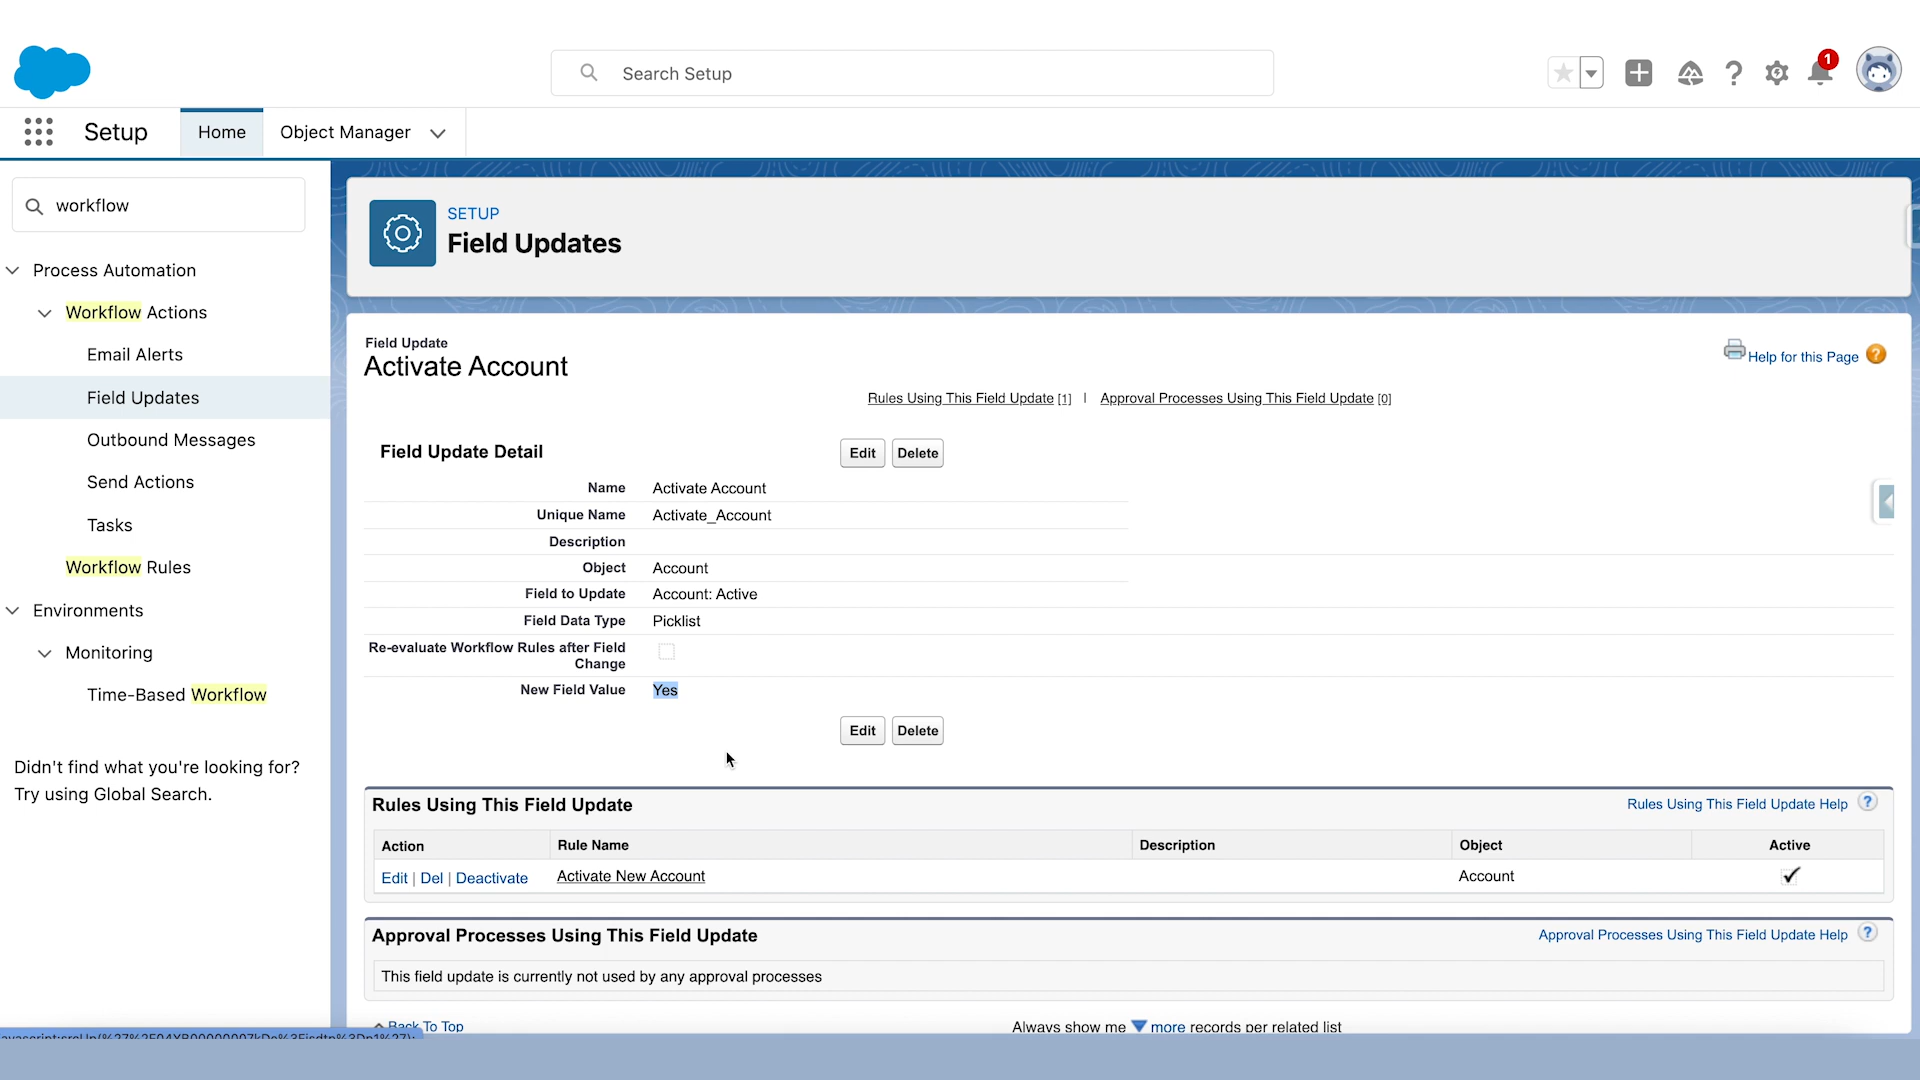 Search Setup
1
Setup
Home
Object Manager
workflow
Process Automation
Workflow Actions
Email Alerts
Field Updates
Outbound Messages
Send Actions
Tasks
Workflow Rules
Environments
Monitoring
Time-Based Workflow
Didn't find what you're looking for?
Try using Global Search.
SETUP
Field Updates
Field Update
Activate Account
Help for this Page ?
Rules Using This Field Update [1] | Approval Processes Using This Field Update [0]
Field Update Detail
Edit Delete
Name Activate Account
Unique Name Activate_Account
Description
Object Account
Field to Update Account: Active
Field Data Type Picklist
Re-evaluate Workflow Rules after Field
Change
New Field Value Yes
Edit Delete
Rules Using This Field Update
Rules Using This Field Update Help ?
Action Rule Name Description Object Active
Edit | Del | Deactivate Activate New Account Account
Approval Processes Using This Field Update
Approval Processes Using This Field Update Help ?
This field update is currently not used by any approval processes
Back To Top
Always show me more records per related list